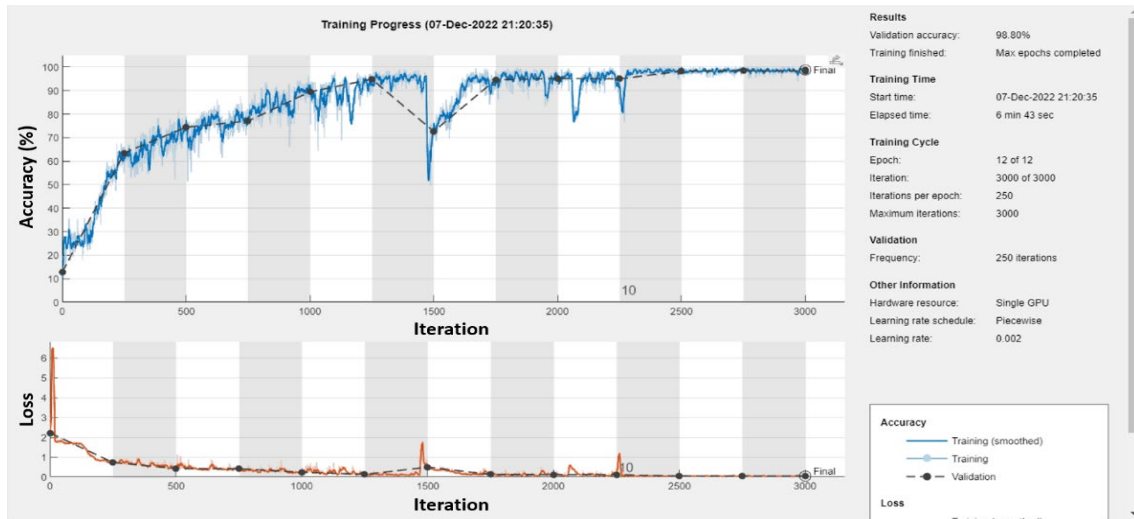 Training Progress (07-Dec-2022 21:20:35)
Accuracy (%)
100
90
80
70
60
50
40
30
20
10
0
Final
10
0 500 1000 1500 2000 2500 3000
Iteration
Loss
6
5
4
3
2
1
0
10
Final
0 500 1000 1500 2000 2500 3000
Iteration
Results
Validation accuracy: 98.80%
Training finished: Max epochs completed
Training Time
Start time: 07-Dec-2022 21:20:35
Elapsed time: 6 min 43 sec
Training Cycle
Epoch: 12 of 12
Iteration: 3000 of 3000
Iterations per epoch: 250
Maximum iterations: 3000
Validation
Frequency: 250 iterations
Other Information
Hardware resource: Single GPU
Learning rate schedule: Piecewise
Learning rate: 0.002
Accuracy
Training (smoothed)
Training
Validation
Loss